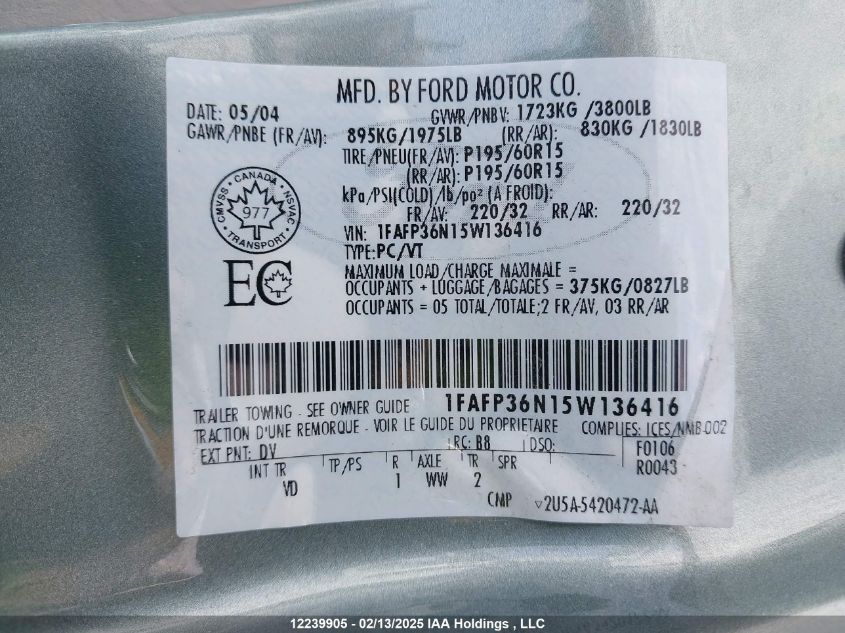 MFD. BY FORD MOTOR CO.
DATE: 05/04 GVWR/PNBV: 1723KG /3800LB
GAWR/PNBE (FR/AV): 895KG/1975LB (RR/AR): 830KG /1830LB
TIRE/PNEU(FR/AV): P195/60R15
(RR/AR): P195/60R15
kPa/PSI(COLD)/lb/po² (A FROID):
FR/AV: 220/32 RR/AR: 220/32
VIN: 1FAFP36N15W136416
TYPE:PC/VT
CMVSS · CANADA · NSVAC
977
TRANSPORT
EC
MAXIMUM LOAD/CHARGE MAXIMALE =
OCCUPANTS + LUGGAGE/BAGAGES = 375KG/0827LB
OCCUPANTS = 05 TOTAL/TOTALE;2 FR/AV, 03 RR/AR
1FAFP36N15W136416
TRAILER TOWING - SEE OWNER GUIDE
TRACTION D'UNE REMORQUE - VOIR LE GUIDE DU PROPRIETAIRE COMPLIES: ICES/NMB-002
EXT PNT: DV RC: B8 DSO: F0106
INT TR TP/PS R AXLE TR SPR R0043
VD 1 WW 2
CMP ▽2U5A-5420472-AA
12239905 - 02/13/2025 IAA Holdings , LLC